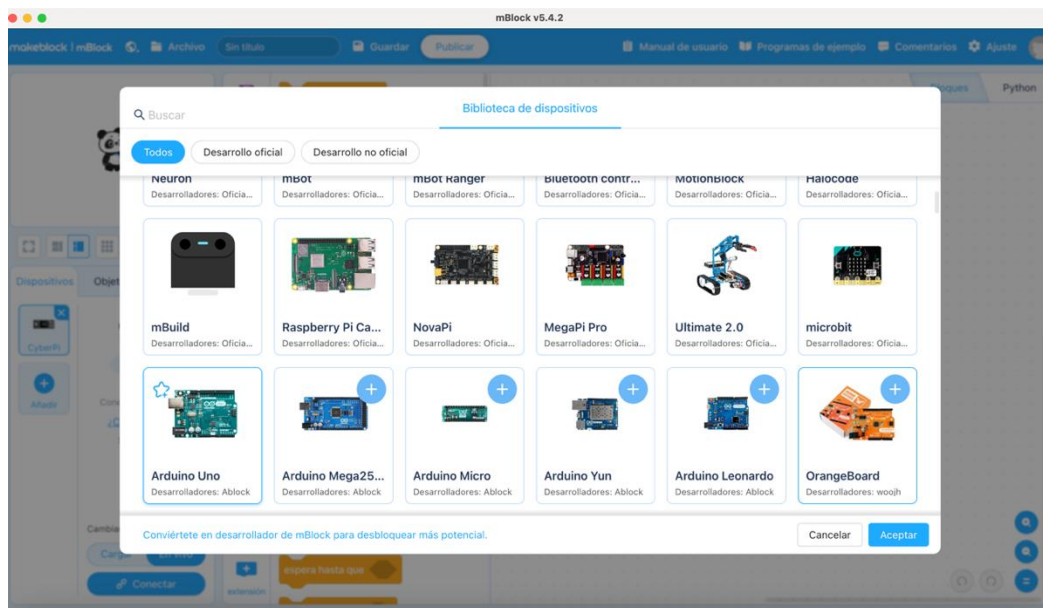 mBlock v5.4.2
makeblock | mBlock
Archivo
Sin título
Guardar
Publicar
Manual de usuario
Programas de ejemplo
Comentarios
Ajuste
Bloques
Python
Buscar
Biblioteca de dispositivos
Todos
Desarrollo oficial
Desarrollo no oficial
Neuron
mBot
mBot Ranger
Bluetooth contr...
MotionBlock
Halocode
Desarrolladores: Oficia...
Desarrolladores: Oficia...
Desarrolladores: Oficia...
Desarrolladores: Oficia...
Desarrolladores: Oficia...
Desarrolladores: Oficia...
mBuild
Raspberry Pi Ca...
NovaPi
MegaPi Pro
Ultimate 2.0
microbit
Desarrolladores: Oficia...
Desarrolladores: Oficia...
Desarrolladores: Oficia...
Desarrolladores: Oficia...
Desarrolladores: Oficia...
Desarrolladores: Oficia...
Dispositivos
Objet
CyberPi
Añadir
Arduino Uno
Arduino Mega25...
Arduino Micro
Arduino Yun
Arduino Leonardo
OrangeBoard
Desarrolladores: Ablock
Desarrolladores: Ablock
Desarrolladores: Ablock
Desarrolladores: Ablock
Desarrolladores: Ablock
Desarrolladores: woojh
Conviértete en desarrollador de mBlock para desbloquear más potencial.
Cancelar
Aceptar
Cambia
Conectar
extensión
espera hasta que